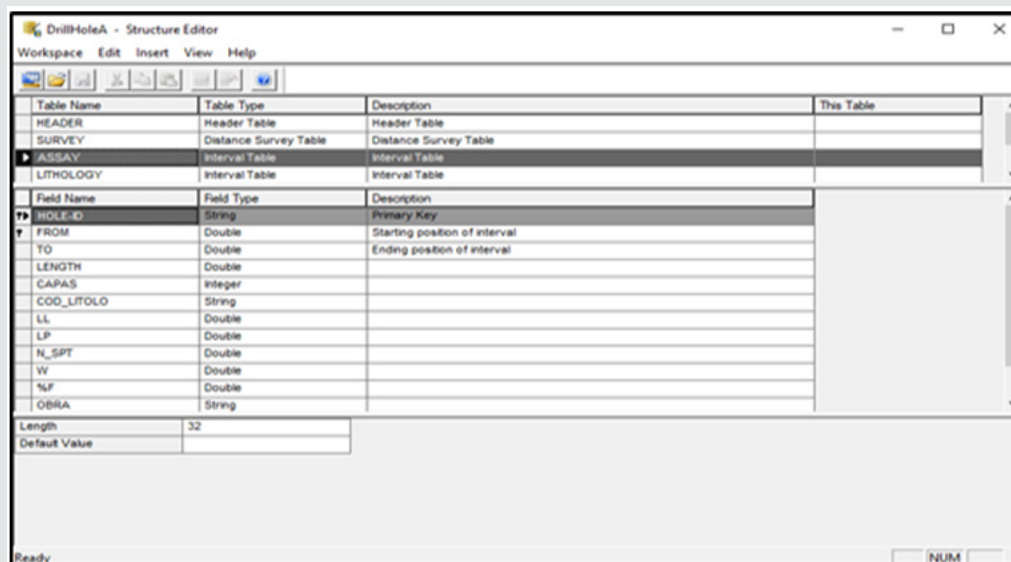 DrillHoleA - Structure Editor
Workspace Edit Insert View Help
Table Name Table Type Description This Table
HEADER Header Table Header Table
SURVEY Distance Survey Table Distance Survey Table
ASSAY Interval Table Interval Table
LITHOLOGY Interval Table Interval Table
Field Name Field Type Description
HOLE-ID String Primary Key
FROM Double Starting position of interval
TO Double Ending position of interval
LENGTH Double
CAPAS Integer
COD_LITOLO String
LL Double
LP Double
N_SPT Double
W Double
%F Double
OBRA String
Length 32
Default Value
Ready NUM